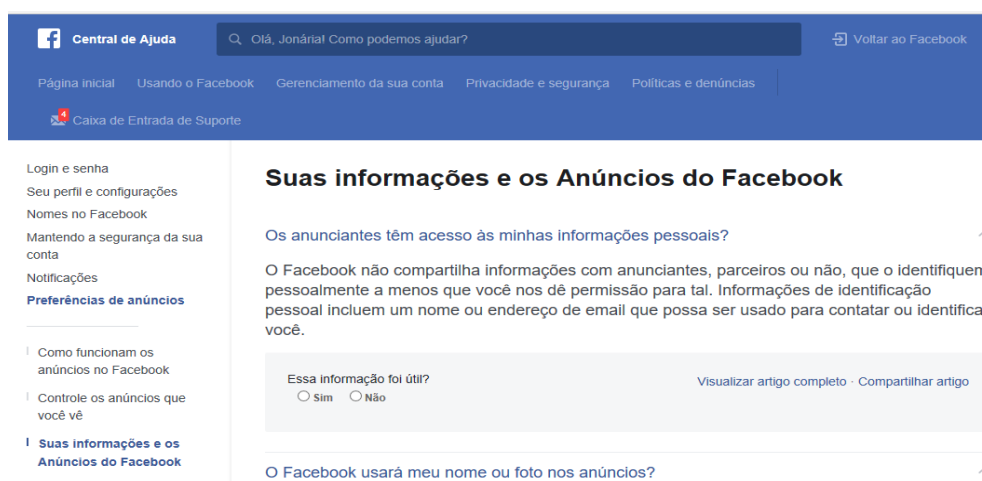 Central de Ajuda
Olá, Jonária! Como podemos ajudar?
Voltar ao Facebook
Página inicial Usando o Facebook Gerenciamento da sua conta Privacidade e segurança Políticas e denúncias
4
Caixa de Entrada de Suporte
Login e senha
Seu perfil e configurações
Nomes no Facebook
Mantendo a segurança da sua
conta
Notificações
Preferências de anúncios
Como funcionam os
anúncios no Facebook
Controle os anúncios que
você vê
Suas informações e os
Anúncios do Facebook
Suas informações e os Anúncios do Facebook
Os anunciantes têm acesso às minhas informações pessoais?
O Facebook não compartilha informações com anunciantes, parceiros ou não, que o identifiquem
pessoalmente a menos que você nos dê permissão para tal. Informações de identificação
pessoal incluem um nome ou endereço de email que possa ser usado para contatar ou identifica
você.
Essa informação foi útil?
Sim Não
Visualizar artigo completo · Compartilhar artigo
O Facebook usará meu nome ou foto nos anúncios?